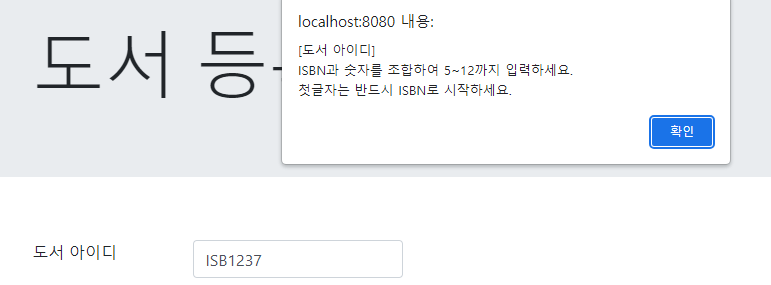 localhost:8080 내용:
[도서 아이디]
ISBN과 숫자를 조합하여 5~12까지 입력하세요.
첫글자는 반드시 ISBN로 시작하세요.
확인
도서 등
도서 아이디
ISB1237